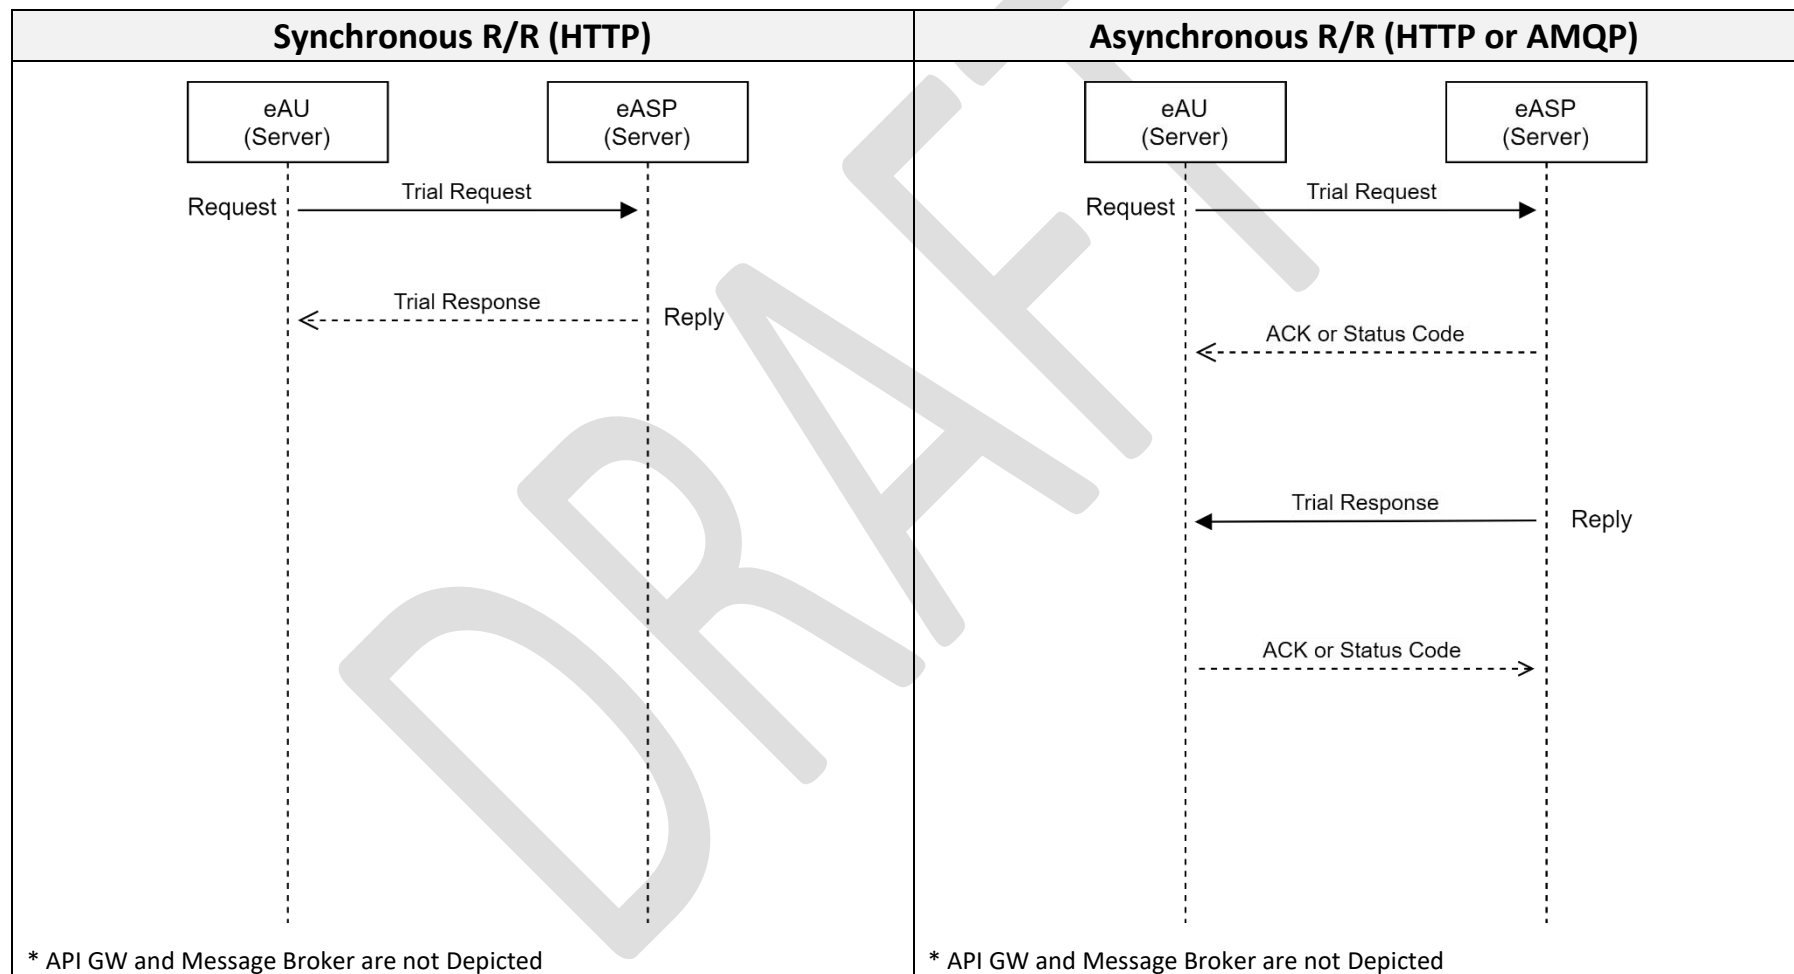 Synchronous R/R (HTTP)
eAU
(Server)
eASP
(Server)
Request
Trial Request
Trial Response
Reply
* API GW and Message Broker are not Depicted
Asynchronous R/R (HTTP or AMQP)
eAU
(Server)
eASP
(Server)
Request
Trial Request
ACK or Status Code
Trial Response
Reply
ACK or Status Code
* API GW and Message Broker are not Depicted
DRAFT